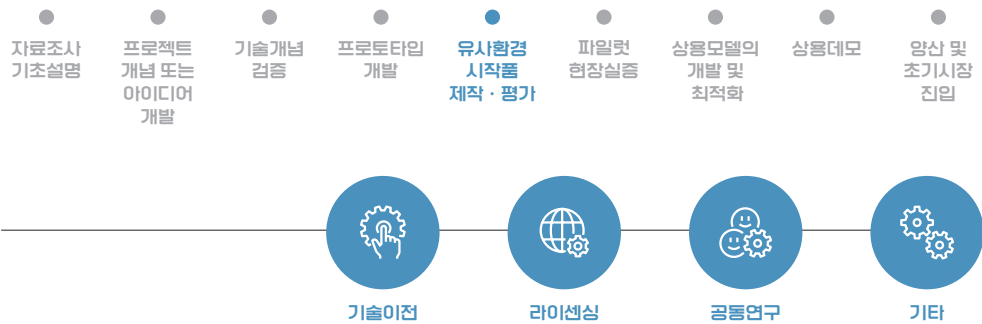 자료조사
기초설명
프로젝트
개념 또는
아이디어
개발
기술개념
검증
프로토타입
개발
유사환경
시작품
제작 · 평가
파일럿
현장실증
상용모델의
개발 및
최적화
상용데모
양산 및
초기시장
진입
기술이전
라이센싱
공동연구
기타